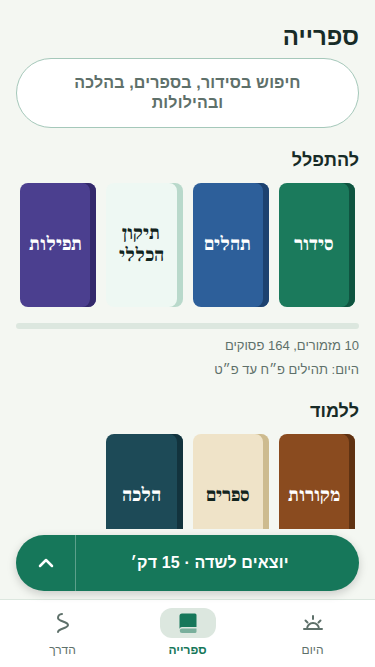 ספרייה
חיפוש בסידור, בספרים, בהלכה
ובהילולות
להתפלל
סידור
תהלים
תיקון
הכללי
תפילות
10 מזמורים, 164 פסוקים
היום: תהילים פ״ח עד פ״ט
ללמוד
מקורות
ספרים
הלכה
יוצאים לשדה · 15 דק׳
היום
ספרייה
הדרך